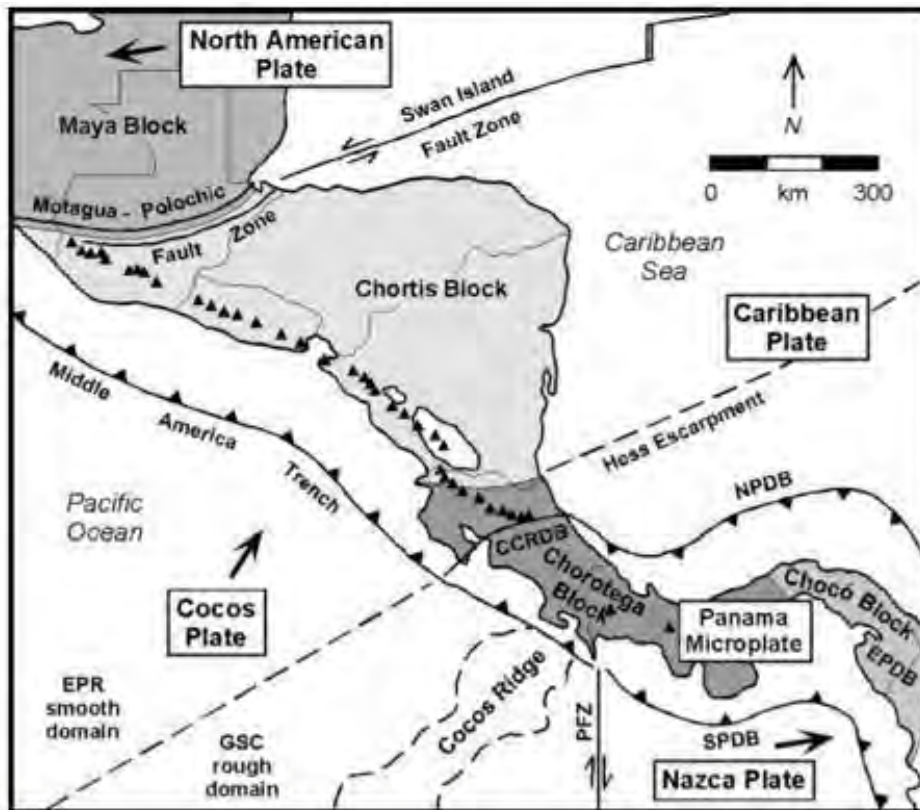 North American
Plate
Maya Block
Swan Island
Fault Zone
N
0 km 300
Motagua - Polochic
Fault Zone
Caribbean
Sea
Chortis Block
Caribbean
Plate
Middle
America
Trench
Hess Escarpment
Pacific
Ocean
NPDB
CCRDB
Chorotega
Block
Chocó Block
Cocos
Plate
Panama
Microplate
EPDB
EPR
smooth
domain
Cocos Ridge
GSC
rough
domain
PFZ
SPDB
Nazca Plate